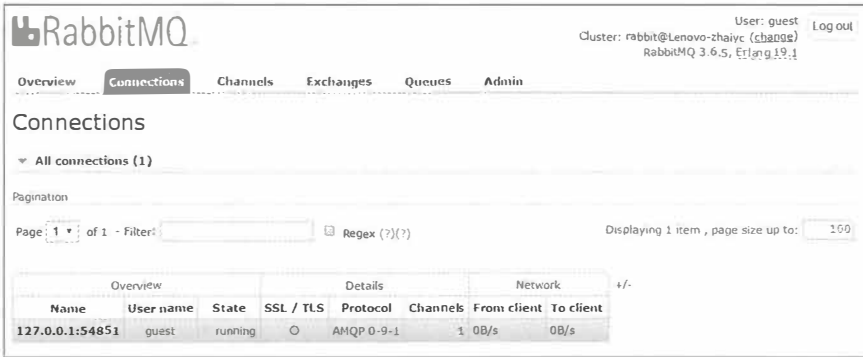 RabbitMQ
User: guest
Log out
Cluster: rabbit@Lenovo-zhaiyc (change)
RabbitMQ 3.6.5, Erlang 19.1
Overview Connections Channels Exchanges Queues Admin
Connections
All connections (1)
Pagination
Page 1 of 1 - Filter: Regex (?)(?) Displaying 1 item , page size up to: 100
Overview Details Network +/-
Name User name State SSL / TLS Protocol Channels From client To client
127.0.0.1:54851 guest running AMQP 0-9-1 1 0B/s 0B/s